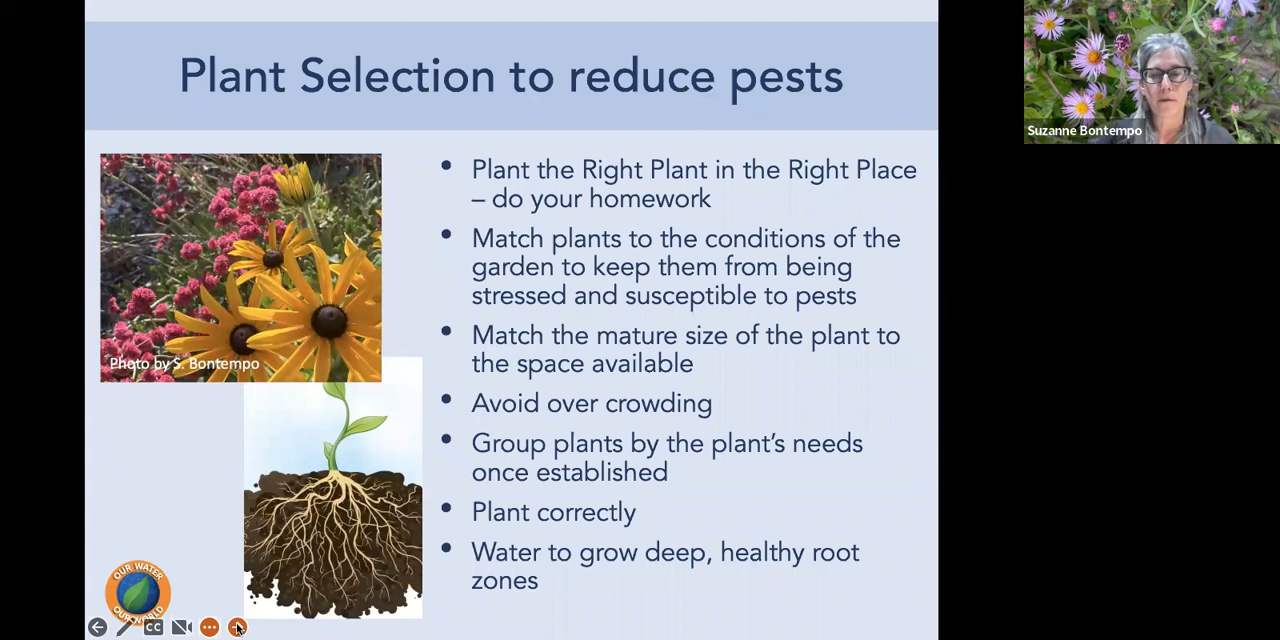 Plant Selection to reduce pests
Suzanne Bontempo
• Plant the Right Plant in the Right Place
– do your homework
• Match plants to the conditions of the
garden to keep them from being
stressed and susceptible to pests
• Match the mature size of the plant to
the space available
Photo by S. Bontempo
• Avoid over crowding
• Group plants by the plant’s needs
once established
• Plant correctly
• Water to grow deep, healthy root
zones
OUR WATER
OUR WORLD
CC